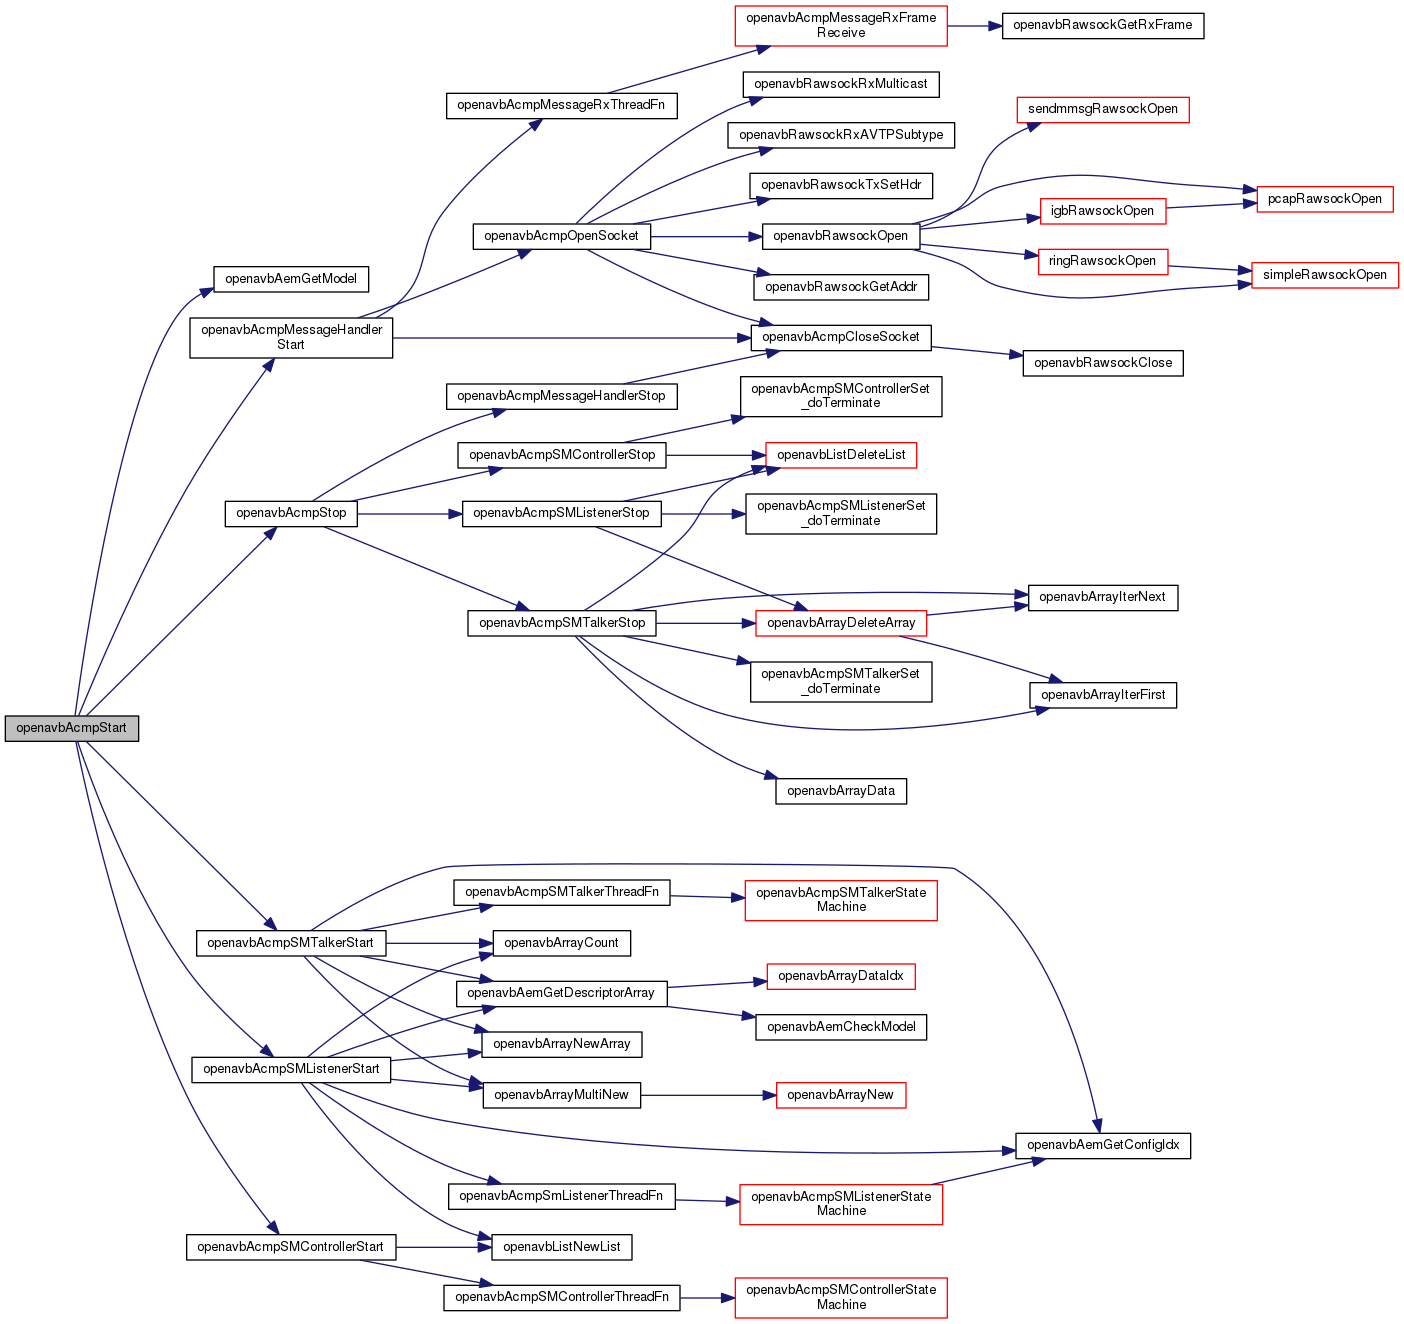 openavbAcmpMessageRxFrame
Receive
openavbRawsockGetRxFrame
openavbRawsockRxMulticast
openavbAcmpMessageRxThreadFn
sendmmsgRawsockOpen
openavbRawsockRxAVTPSubtype
openavbRawsockTxSetHdr
pcapRawsockOpen
igbRawsockOpen
openavbAcmpOpenSocket
openavbRawsockOpen
ringRawsockOpen
simpleRawsockOpen
openavbAemGetModel
openavbRawsockGetAddr
openavbAcmpMessageHandler
Start
openavbAcmpCloseSocket
openavbRawsockClose
openavbAcmpMessageHandlerStop
openavbAcmpSMControllerSet
_doTerminate
openavbAcmpSMControllerStop
openavbListDeleteList
openavbAcmpStop
openavbAcmpSMListenerStop
openavbAcmpSMListenerSet
_doTerminate
openavbArrayIterNext
openavbAcmpSMTalkerStop
openavbArrayDeleteArray
openavbAcmpSMTalkerSet
_doTerminate
openavbArrayIterFirst
openavbAcmpStart
openavbArrayData
openavbAcmpSMTalkerThreadFn
openavbAcmpSMTalkerState
Machine
openavbAcmpSMTalkerStart
openavbArrayCount
openavbArrayDataIdx
openavbAemGetDescriptorArray
openavbAemCheckModel
openavbArrayNewArray
openavbAcmpSMListenerStart
openavbArrayMultiNew
openavbArrayNew
openavbAemGetConfigIdx
openavbAcmpSmListenerThreadFn
openavbAcmpSMListenerState
Machine
openavbAcmpSMControllerStart
openavbListNewList
openavbAcmpSMControllerThreadFn
openavbAcmpSMControllerState
Machine